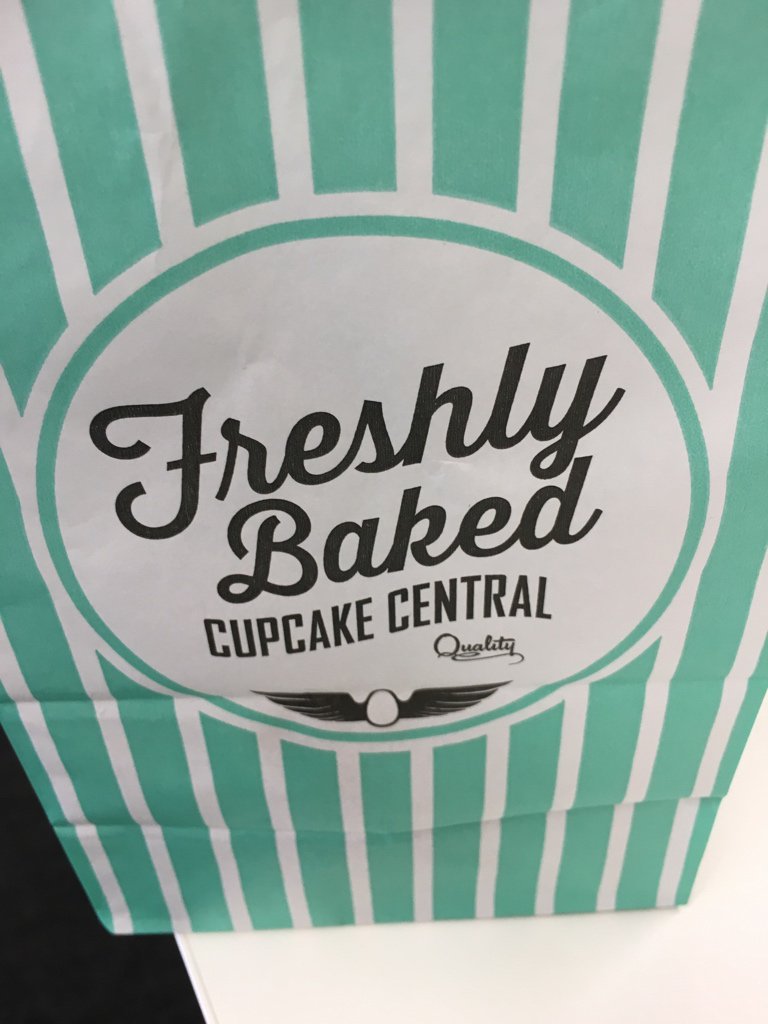 Freshly
Baked
CUPCAKE CENTRAL
Quality